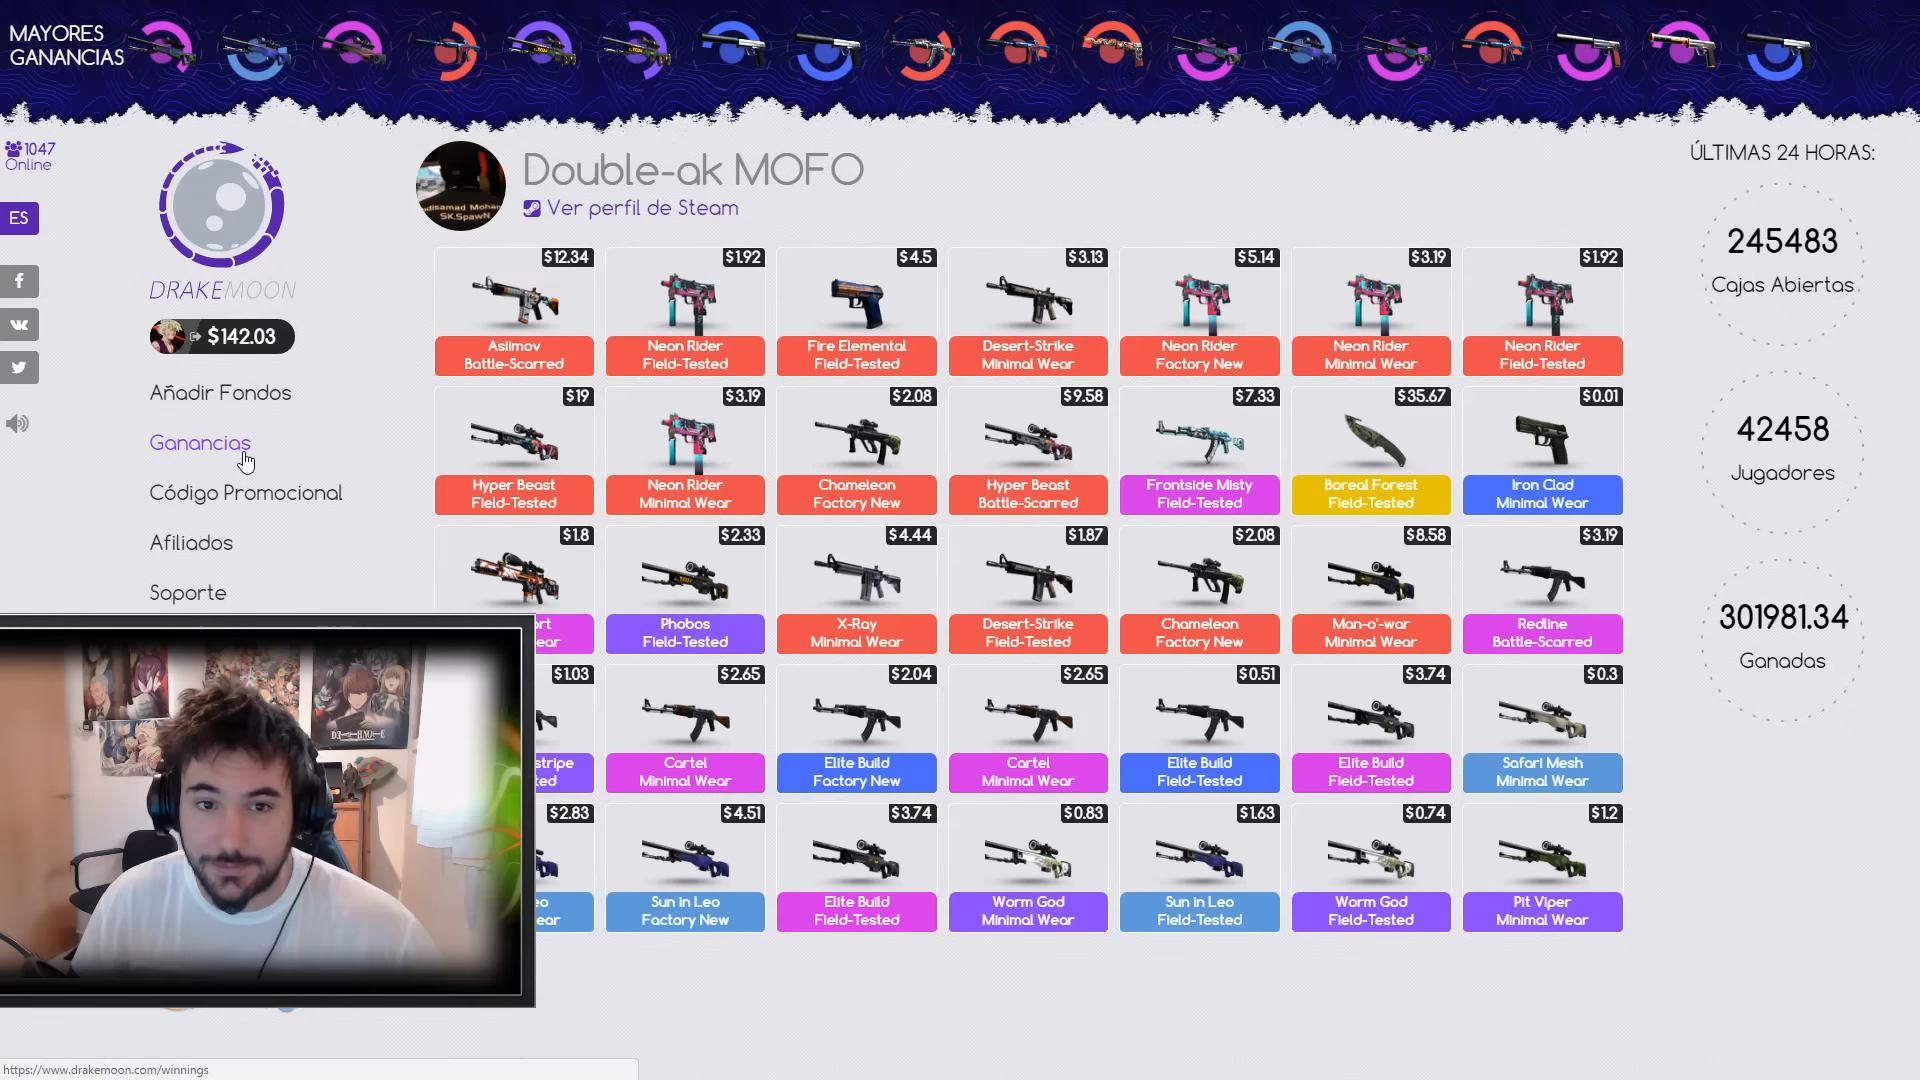 MAYORES
GANANCIAS
1047
Online
ES
DRAKEMOON
$142.03
Añadir Fondos
Ganancias
Código Promocional
Afiliados
Soporte
Double-ak MOFO
Ver perfil de Steam
SK.SpawN
$12.34
$1.92
$4.5
$3.13
$5.14
$3.19
$1.92
Asiimov
Battle-Scarred
Neon Rider
Field-Tested
Fire Elemental
Field-Tested
Desert-Strike
Minimal Wear
Neon Rider
Factory New
Neon Rider
Minimal Wear
Neon Rider
Field-Tested
$19
$3.19
$2.08
$9.58
$7.33
$35.67
$0.01
Hyper Beast
Field-Tested
Neon Rider
Minimal Wear
Chameleon
Factory New
Hyper Beast
Battle-Scarred
Frontside Misty
Field-Tested
Boreal Forest
Field-Tested
Iron Clad
Minimal Wear
$1.8
$2.33
$4.44
$1.87
$2.08
$8.58
$3.19
ort
ear
Phobos
Field-Tested
X-Ray
Minimal Wear
Desert-Strike
Field-Tested
Chameleon
Factory New
Man-o'-war
Minimal Wear
Redline
Battle-Scarred
$1.03
$2.65
$2.04
$2.65
$0.51
$3.74
$0.3
stripe
ted
Cartel
Minimal Wear
Elite Build
Factory New
Cartel
Minimal Wear
Elite Build
Field-Tested
Elite Build
Field-Tested
Safari Mesh
Minimal Wear
$2.83
$4.51
$3.74
$0.83
$1.63
$0.74
$1.2
eo
ear
Sun in Leo
Factory New
Elite Build
Field-Tested
Worm God
Minimal Wear
Sun in Leo
Field-Tested
Worm God
Field-Tested
Pit Viper
Minimal Wear
ÚLTIMAS 24 HORAS:
245483
Cajas Abiertas
42458
Jugadores
301981.34
Ganadas
https://www.drakemoon.com/winnings